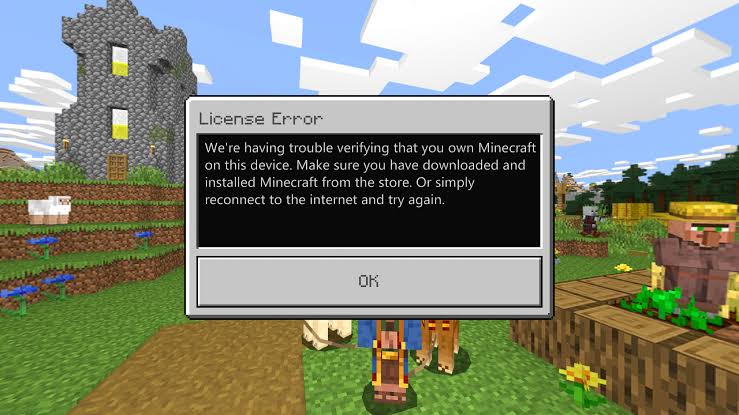 License Error
We're having trouble verifying that you own Minecraft
on this device. Make sure you have downloaded and
installed Minecraft from the store. Or simply
reconnect to the internet and try again.
OK